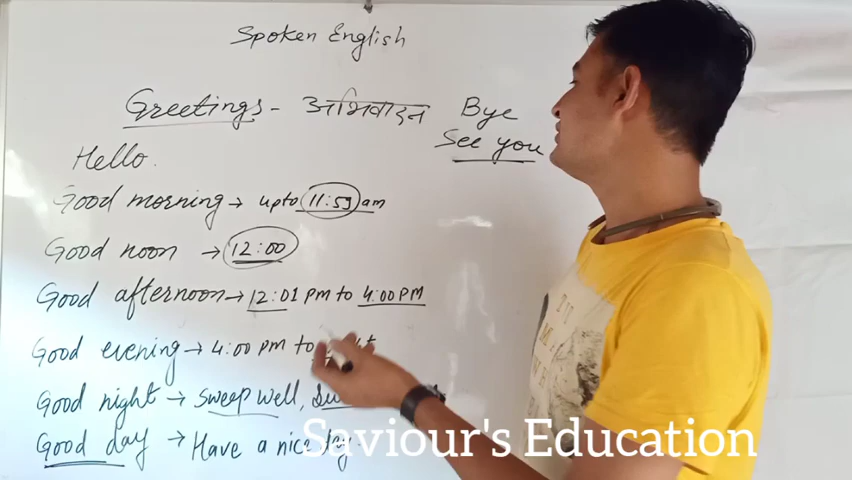 Spoken English
Greetings - अभिवादन
Bye
See you
Hello.
Good morning → upto 11:59 am
Good noon → 12:00
Good afternoon → 12:01 pm to 4:00 PM
Good evening → 4:00 pm to
Good night → Sweep well,
Good day → Have a nice day.
Saviour's Education